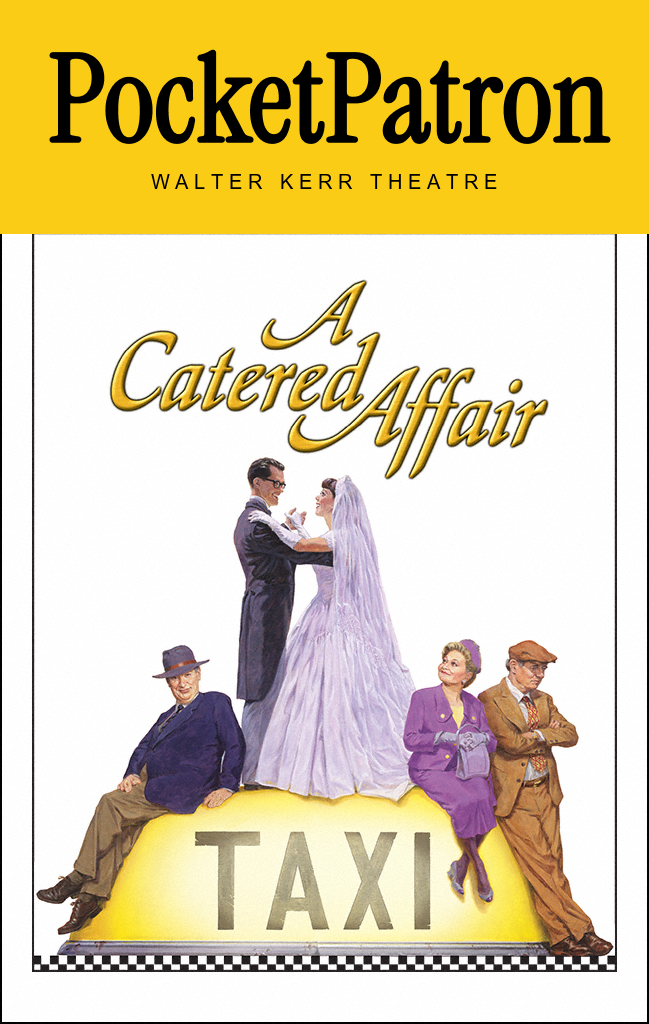 PocketPatron
WALTER KERR THEATRE
A
Catered
Affair
TAXI